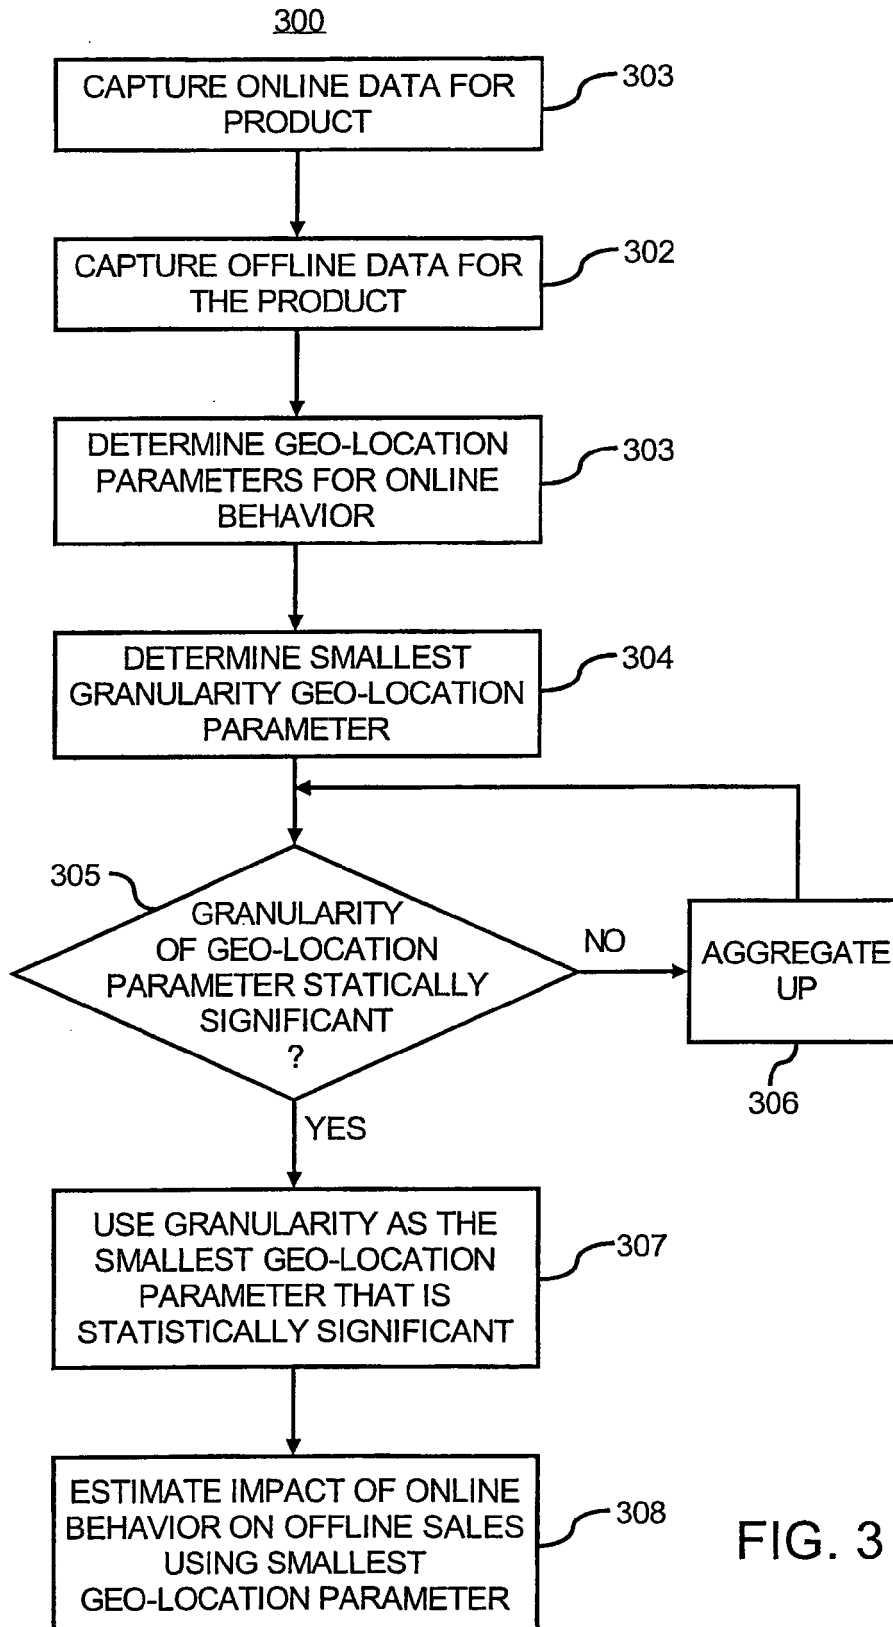 300
CAPTURE ONLINE DATA FOR
PRODUCT
303
CAPTURE OFFLINE DATA FOR
THE PRODUCT
302
DETERMINE GEO-LOCATION
PARAMETERS FOR ONLINE
BEHAVIOR
303
DETERMINE SMALLEST
GRANULARITY GEO-LOCATION
PARAMETER
304
305
GRANULARITY
OF GEO-LOCATION
PARAMETER STATICALLY
SIGNIFICANT
?
NO
AGGREGATE
UP
306
YES
USE GRANULARITY AS THE
SMALLEST GEO-LOCATION
PARAMETER THAT IS
STATISTICALLY SIGNIFICANT
307
ESTIMATE IMPACT OF ONLINE
BEHAVIOR ON OFFLINE SALES
USING SMALLEST
GEO-LOCATION PARAMETER
308
FIG. 3